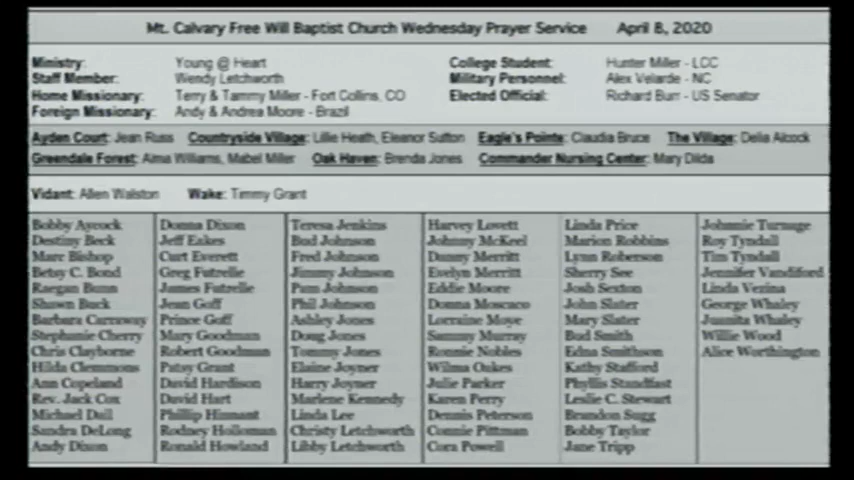 Mt. Calvary Free Will Baptist Church Wednesday Prayer Service April 8, 2020
Ministry: Young @ Heart College Student: Hunter Miller - LCC
Staff Member: Wendy Letchworth Military Personnel: Alex Velarde - NC
Home Missionary: Terry & Tammy Miller - Fort Collins, CO Elected Official: Richard Burr - US Senator
Foreign Missionary: Andy & Andrea Moore - Brazil
Ayden Court: Jean Russ Countryside Village: Lillie Heath, Eleanor Sutton Eagle's Pointe: Claudia Bruce The Village: Delia Alcock
Greendale Forest: Alma Williams, Mabel Miller Oak Haven: Brenda Jones Commander Nursing Center: Mary Dilda
Vidant: Allen Walston Wake: Timmy Grant
Bobby Aycock Donna Dixon Teresa Jenkins Harvey Lovett Linda Price Johnnie Turnage
Destiny Beck Jeff Eakes Bud Johnson Johnny McKeel Marion Robbins Roy Tyndall
Marc Bishop Curt Everett Fred Johnson Danny Merritt Lynn Roberson Tim Tyndall
Betsy C. Bond Greg Futrelle Jimmy Johnson Evelyn Merritt Sherry See Jennifer Vandiford
Raegan Bunn James Futrelle Pam Johnson Eddie Moore Josh Sexton Linda Vezina
Shawn Buck Jean Goff Phil Johnson Donna Moscaco John Slater George Whaley
Barbara Carraway Prince Goff Ashley Jones Lorraine Moye Mary Slater Juanita Whaley
Stephanie Cherry Mary Goodman Doug Jones Sammy Murray Bud Smith Willie Wood
Chris Clayborne Robert Goodman Tommy Jones Ronnie Nobles Edna Smithson Alice Worthington
Hilda Clemmons Patsy Grant Elaine Joyner Wilma Oakes Kathy Stafford
Ann Copeland David Hardison Harry Joyner Julie Parker Phyllis Standfast
Rev. Jack Cox David Hart Marlene Kennedy Karen Perry Leslie C. Stewart
Michael Dail Phillip Hinnant Linda Lee Dennis Peterson Brandon Sugg
Sandra DeLong Rodney Holloman Christy Letchworth Connie Pittman Bobby Taylor
Andy Dixon Ronald Howland Libby Letchworth Cora Powell Jane Tripp